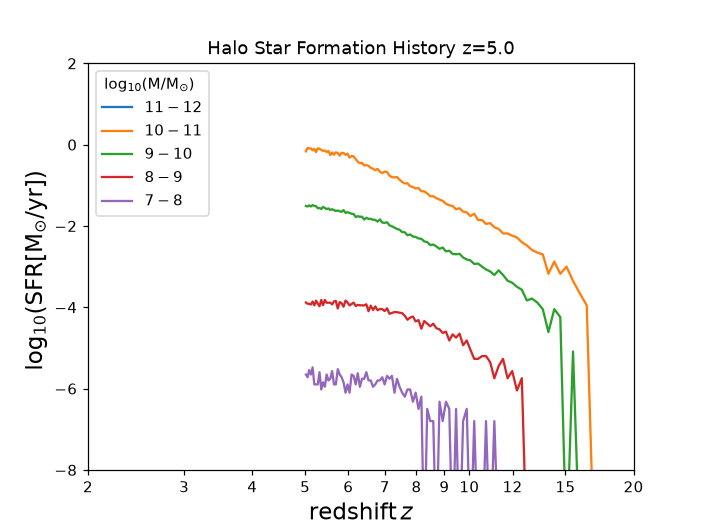 Halo Star Formation History z=5.0
log₁₀(M/M☉)
11 − 12
10 − 11
9 − 10
8 − 9
7 − 8
log₁₀(SFR[M☉/yr])
2
0
−2
−4
−6
−8
2 3 4 5 6 7 8 9 10 12 15 20
redshift z